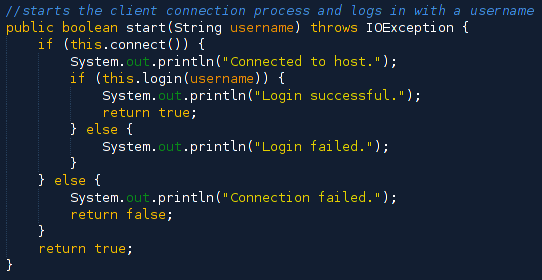 //starts the client connection process and logs in with a username
public boolean start(String username) throws IOException {
    if (this.connect()) {
        System.out.println("Connected to host.");
        if (this.login(username)) {
            System.out.println("Login successful.");
            return true;
        } else {
            System.out.println("Login failed.");
        }
    } else {
        System.out.println("Connection failed.");
        return false;
    }
    return true;
}